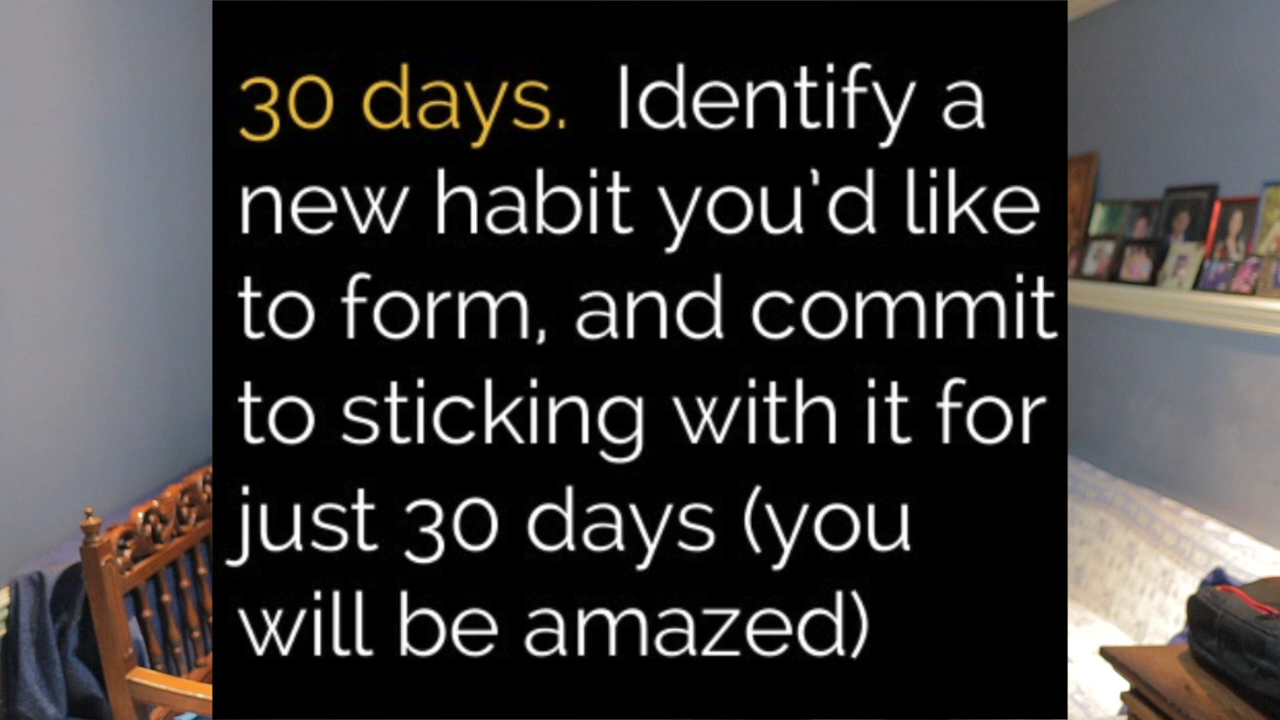 30 days. Identify a
new habit you'd like
to form, and commit
to sticking with it for
just 30 days (you
will be amazed)